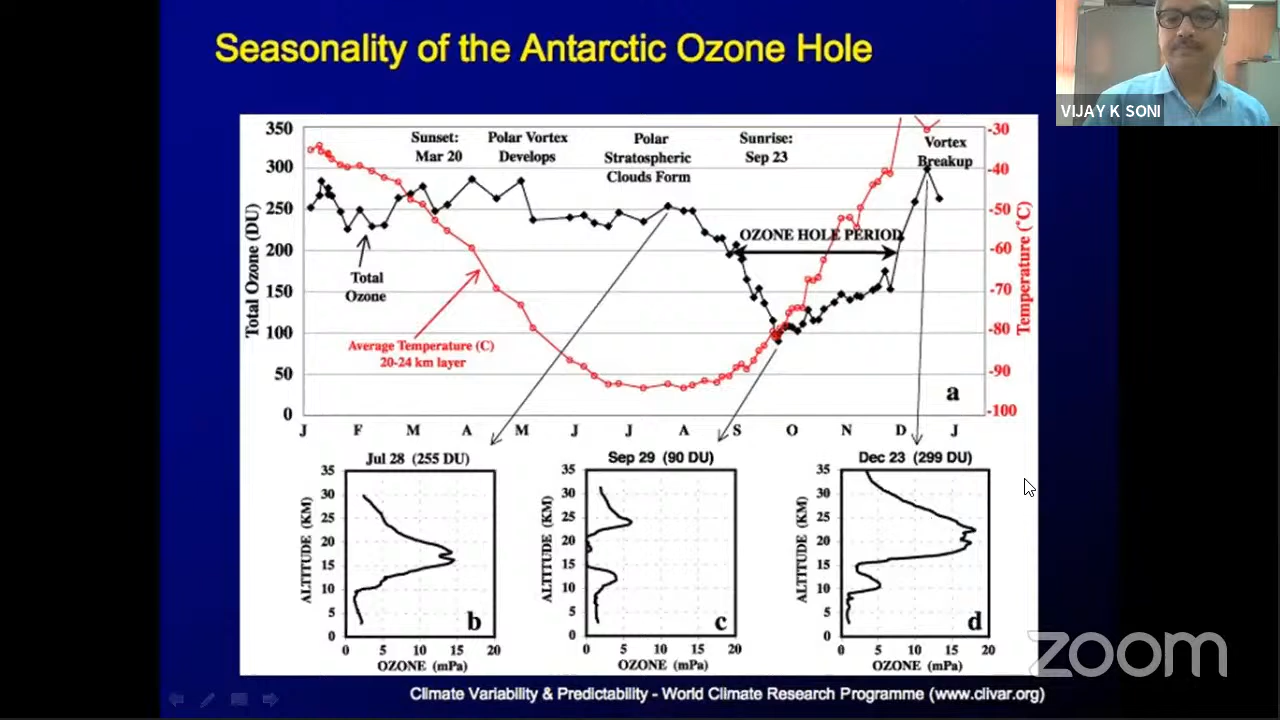 Seasonality of the Antarctic Ozone Hole
VIJAY K SONI
350
300
250
200
150
100
50
0
Total Ozone (DU)
Sunset:
Mar 20
Polar Vortex
Develops
Polar
Stratospheric
Clouds Form
Sunrise:
Sep 23
Vortex
Breakup
OZONE HOLE PERIOD
Total
Ozone
Average Temperature (C)
20-24 km layer
a
-30
-40
-50
-60
-70
-80
-90
-100
Temperature (°C)
J F M A M J J A S O N D J
Jul 28 (255 DU)
35
30
25
20
15
10
5
0
ALTITUDE (KM)
b
0 5 10 15 20
OZONE (mPa)
Sep 29 (90 DU)
35
30
25
20
15
10
5
0
ALTITUDE (KM)
c
0 5 10 15 20
OZONE (mPa)
Dec 23 (299 DU)
35
30
25
20
15
10
5
0
ALTITUDE (KM)
d
0 5 10 15 20
OZONE (mPa)
zoom
Climate Variability & Predictability - World Climate Research Programme (www.clivar.org)